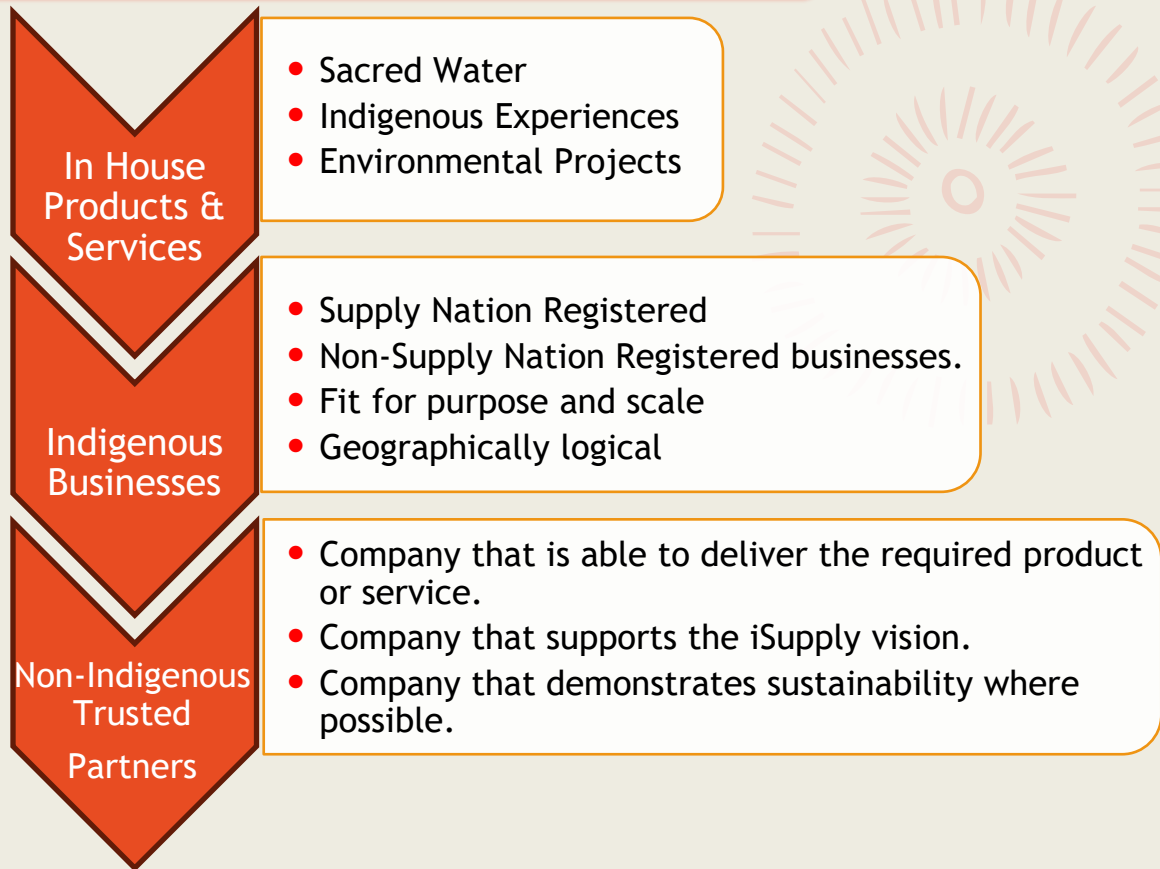 In House
Products &
Services
• Sacred Water
• Indigenous Experiences
• Environmental Projects
Indigenous
Businesses
• Supply Nation Registered
• Non-Supply Nation Registered businesses.
• Fit for purpose and scale
• Geographically logical
Non-Indigenous
Trusted
Partners
• Company that is able to deliver the required product
or service.
• Company that supports the iSupply vision.
• Company that demonstrates sustainability where
possible.